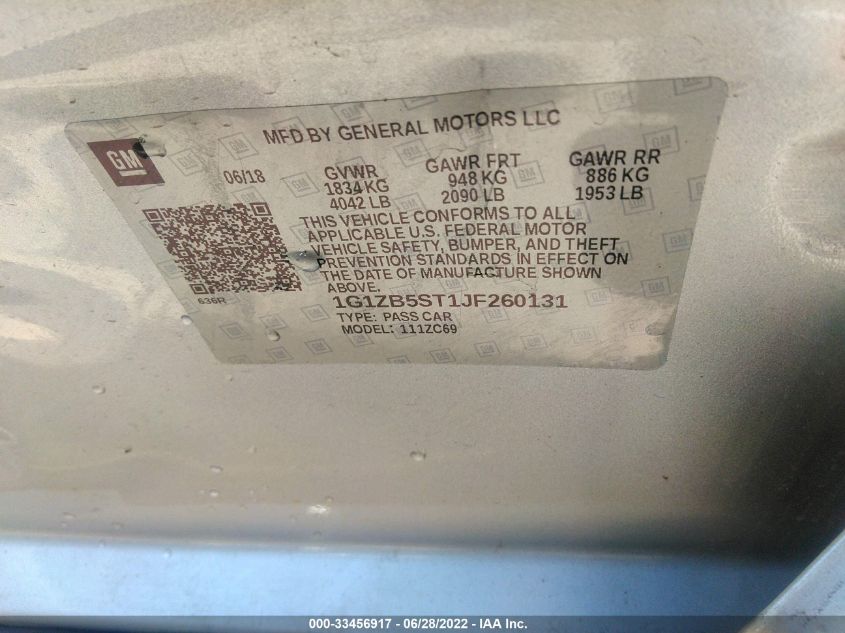 MFD BY GENERAL MOTORS LLC
GM
06/18
GVWR
1834 KG
4042 LB
GAWR FRT
948 KG
2090 LB
GAWR RR
886 KG
1953 LB
THIS VEHICLE CONFORMS TO ALL
APPLICABLE U.S. FEDERAL MOTOR
VEHICLE SAFETY, BUMPER, AND THEFT
PREVENTION STANDARDS IN EFFECT ON
THE DATE OF MANUFACTURE SHOWN
ABOVE.
636R
1G1ZB5ST1JF260131
TYPE: PASS CAR
MODEL: 111ZC69
000-33456917 - 06/28/2022 - IAA Inc.